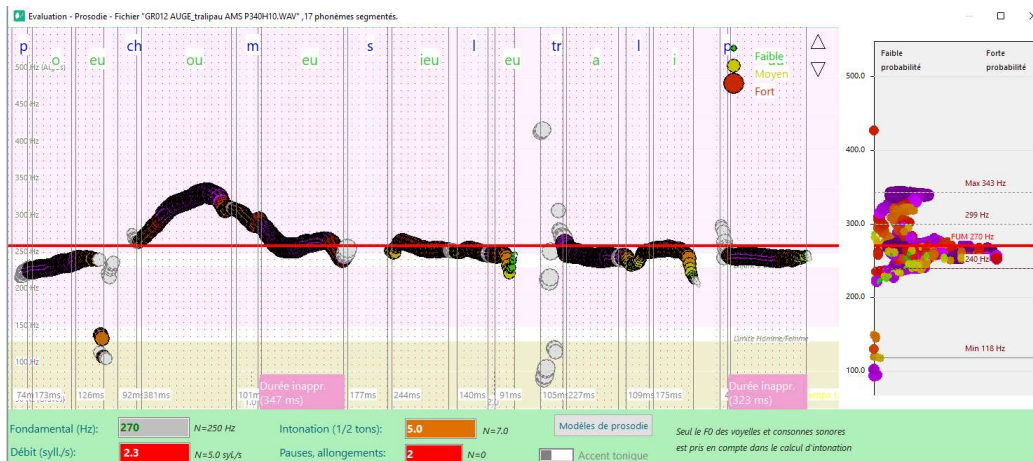 Evaluation - Prosodie - Fichier "GR012 AUGE_tralipau AMS P340H10.WAV" ,17 phonèmes segmentés.
p ch m s l tr l p
o eu ou eu ieu eu a i
Faible
Moyen
Fort
500 Hz
450 Hz
400 Hz
350 Hz
300 Hz
250 Hz
200 Hz
150 Hz
100 Hz
Limite Homme/Femme
Durée inappr.
(347 ms)
Durée inappr.
(323 ms)
173ms 126ms 381ms 177ms 244ms 140ms 91ms 105ms 227ms 109ms 175ms
Faible
probabilité
Forte
probabilité
500.0
400.0
300.0
200.0
100.0
Max 343 Hz
299 Hz
FUM 270 Hz
240 Hz
Min 118 Hz
Fondamental (Hz): 270 N=250 Hz
Intonation (1/2 tons): 5.0 N=7.0
Modèles de prosodie
Seul le F0 des voyelles et consonnes sonores
est pris en compte dans le calcul d'intonation
Débit (syll./s): 2.3 N=5.0 syL/s
Pauses, allongements: 2 N=0
Accent tonique